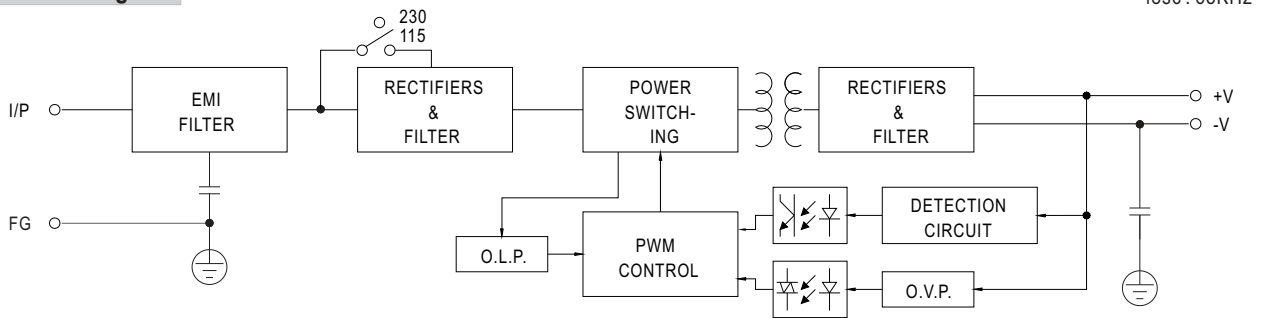 230
115
I/P
EMI
FILTER
RECTIFIERS
&
FILTER
POWER
SWITCH-
ING
RECTIFIERS
&
FILTER
+V
-V
FG
O.L.P.
PWM
CONTROL
DETECTION
CIRCUIT
O.V.P.